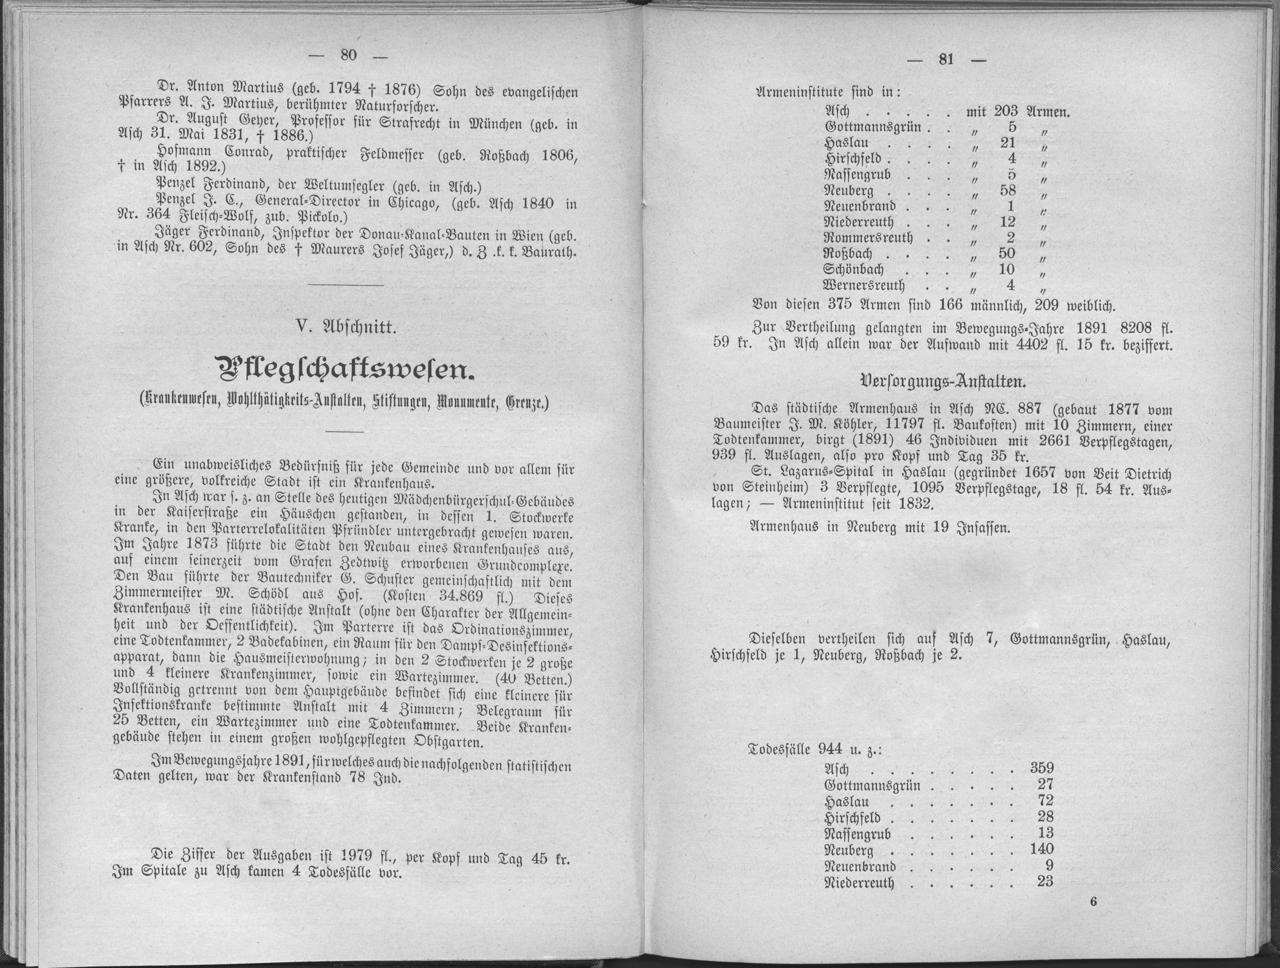 — 80 —
Dr. Anton Martius (geb. 1794 † 1876) Sohn des evangelischen
Pfarrers A. J. Martius, berühmter Naturforscher.
Dr. August Geyer, Professor für Strafrecht in München (geb. in
Asch 31. Mai 1831, † 1886.)
Hofmann Conrad, praktischer Feldmesser (geb. Roßbach 1806,
† in Asch 1892.)
Penzel Ferdinand, der Weltumsegler (geb. in Asch.)
Penzel J. C., General-Director in Chicago, (geb. Asch 1840 in
Nr. 364 Fleisch-Wolf, zub. Pickolo.)
Jäger Ferdinand, Inspektor der Donau-Kanal-Bauten in Wien (geb.
in Asch Nr. 602, Sohn des † Maurers Josef Jäger,) d. Z .k. k. Baurath.
V. Abschnitt.
Pflegschaftswesen.
(Krankenwesen, Wohlthätigkeits-Anstalten, Stiftungen, Monumente, Grenze.)
Ein unabweisliches Bedürfniß für jede Gemeinde und vor allem für
eine größere, volkreiche Stadt ist ein Krankenhaus.
In Asch war s. z. an Stelle des heutigen Mädchenbürgerschul-Gebäudes
in der Kaiserstraße ein Häuschen gestanden, in dessen 1. Stockwerke
Kranke, in den Parterrelokalitäten Pfründler untergebracht gewesen waren.
Im Jahre 1873 führte die Stadt den Neubau eines Krankenhauses aus,
auf einem seinerzeit vom Grafen Zedtwitz erworbenen Grundcomplexe.
Den Bau führte der Bautechniker G. Schuster gemeinschaftlich mit dem
Zimmermeister M. Schödl aus Hof. (Kosten 34.869 fl.) Dieses
Krankenhaus ist eine städtische Anstalt (ohne den Charakter der Allgemein-
heit und der Oeffentlichkeit). Im Parterre ist das Ordinationszimmer,
eine Todtenkammer, 2 Badekabinen, ein Raum für den Dampf-Desinfektions-
apparat, dann die Hausmeisterwohnung; in den 2 Stockwerken je 2 große
und 4 kleinere Krankenzimmer, sowie ein Wartezimmer. (40 Betten.)
Vollständig getrennt von dem Hauptgebäude befindet sich eine kleinere für
Infektionskranke bestimmte Anstalt mit 4 Zimmern; Belegraum für
25 Betten, ein Wartezimmer und eine Todtenkammer. Beide Kranken-
gebäude stehen in einem großen wohlgepflegten Obstgarten.
Im Bewegungsjahre 1891, für welches auch die nachfolgenden statistischen
Daten gelten, war der Krankenstand 78 Ind.
Die Ziffer der Ausgaben ist 1979 fl., per Kopf und Tag 45 kr.
Im Spitale zu Asch kamen 4 Todesfälle vor.
— 81 —
Armeninstitute sind in:
Asch . . . . . mit 203 Armen.
Gottmannsgrün . . „ 5 „
Haslau . . . . „ 21 „
Hirschfeld . . . . „ 4 „
Nassengrub . . . „ 5 „
Neuberg . . . . „ 58 „
Neuenbrand . . . „ 1 „
Niederreuth . . . „ 12 „
Rommersreuth . . „ 2 „
Roßbach . . . . „ 50 „
Schönbach . . . „ 10 „
Wernersreuth . . „ 4 „
Von diesen 375 Armen sind 166 männlich, 209 weiblich.
Zur Vertheilung gelangten im Bewegungs-Jahre 1891 8208 fl.
59 kr. In Asch allein war der Aufwand mit 4402 fl. 15 kr. beziffert.
Versorgungs-Anstalten.
Das städtische Armenhaus in Asch NC. 887 (gebaut 1877 vom
Baumeister J. M. Köhler, 11797 fl. Baukosten) mit 10 Zimmern, einer
Todtenkammer, birgt (1891) 46 Individuen mit 2661 Verpflegstagen,
939 fl. Auslagen, also pro Kopf und Tag 35 kr.
St. Lazarus-Spital in Haslau (gegründet 1657 von Veit Dietrich
von Steinheim) 3 Verpflegte, 1095 Verpflegstage, 18 fl. 54 kr. Aus-
lagen; — Armeninstitut seit 1832.
Armenhaus in Neuberg mit 19 Insassen.
Dieselben vertheilen sich auf Asch 7, Gottmannsgrün, Haslau,
Hirschfeld je 1, Neuberg, Roßbach je 2.
Todesfälle 944 u. z.:
Asch . . . . . . . . 359
Gottmannsgrün . . . . . 27
Haslau . . . . . . . 72
Hirschfeld . . . . . . 28
Nassengrub . . . . . . 13
Neuberg . . . . . . . 140
Neuenbrand . . . . . . 9
Niederreuth . . . . . . 23
6